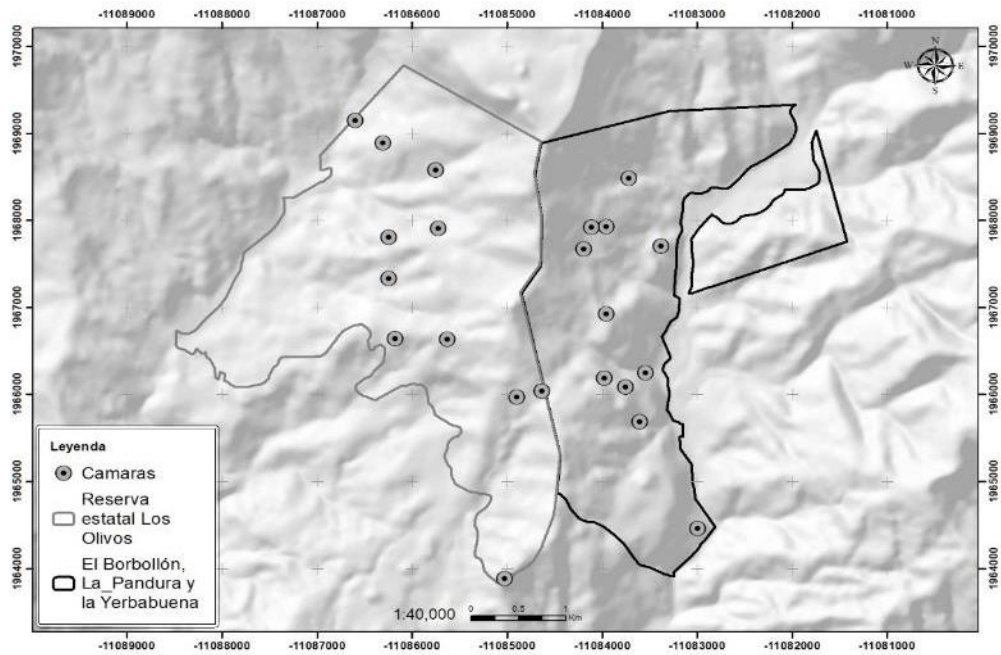 -11089000 -11088000 -11087000 -11086000 -11085000 -11084000 -11083000 -11082000 -11081000
1970000 1970000
N
W E
S
1969000 1969000
1968000 1968000
1967000 1967000
1966000 1966000
1965000 1965000
1964000 1964000
Leyenda
Camaras
Reserva
estatal Los
Olivos
El Borbollón,
La_Pandura y
la Yerbabuena
1:40,000
0 0.5 1
Km
-11089000 -11088000 -11087000 -11086000 -11085000 -11084000 -11083000 -11082000 -11081000